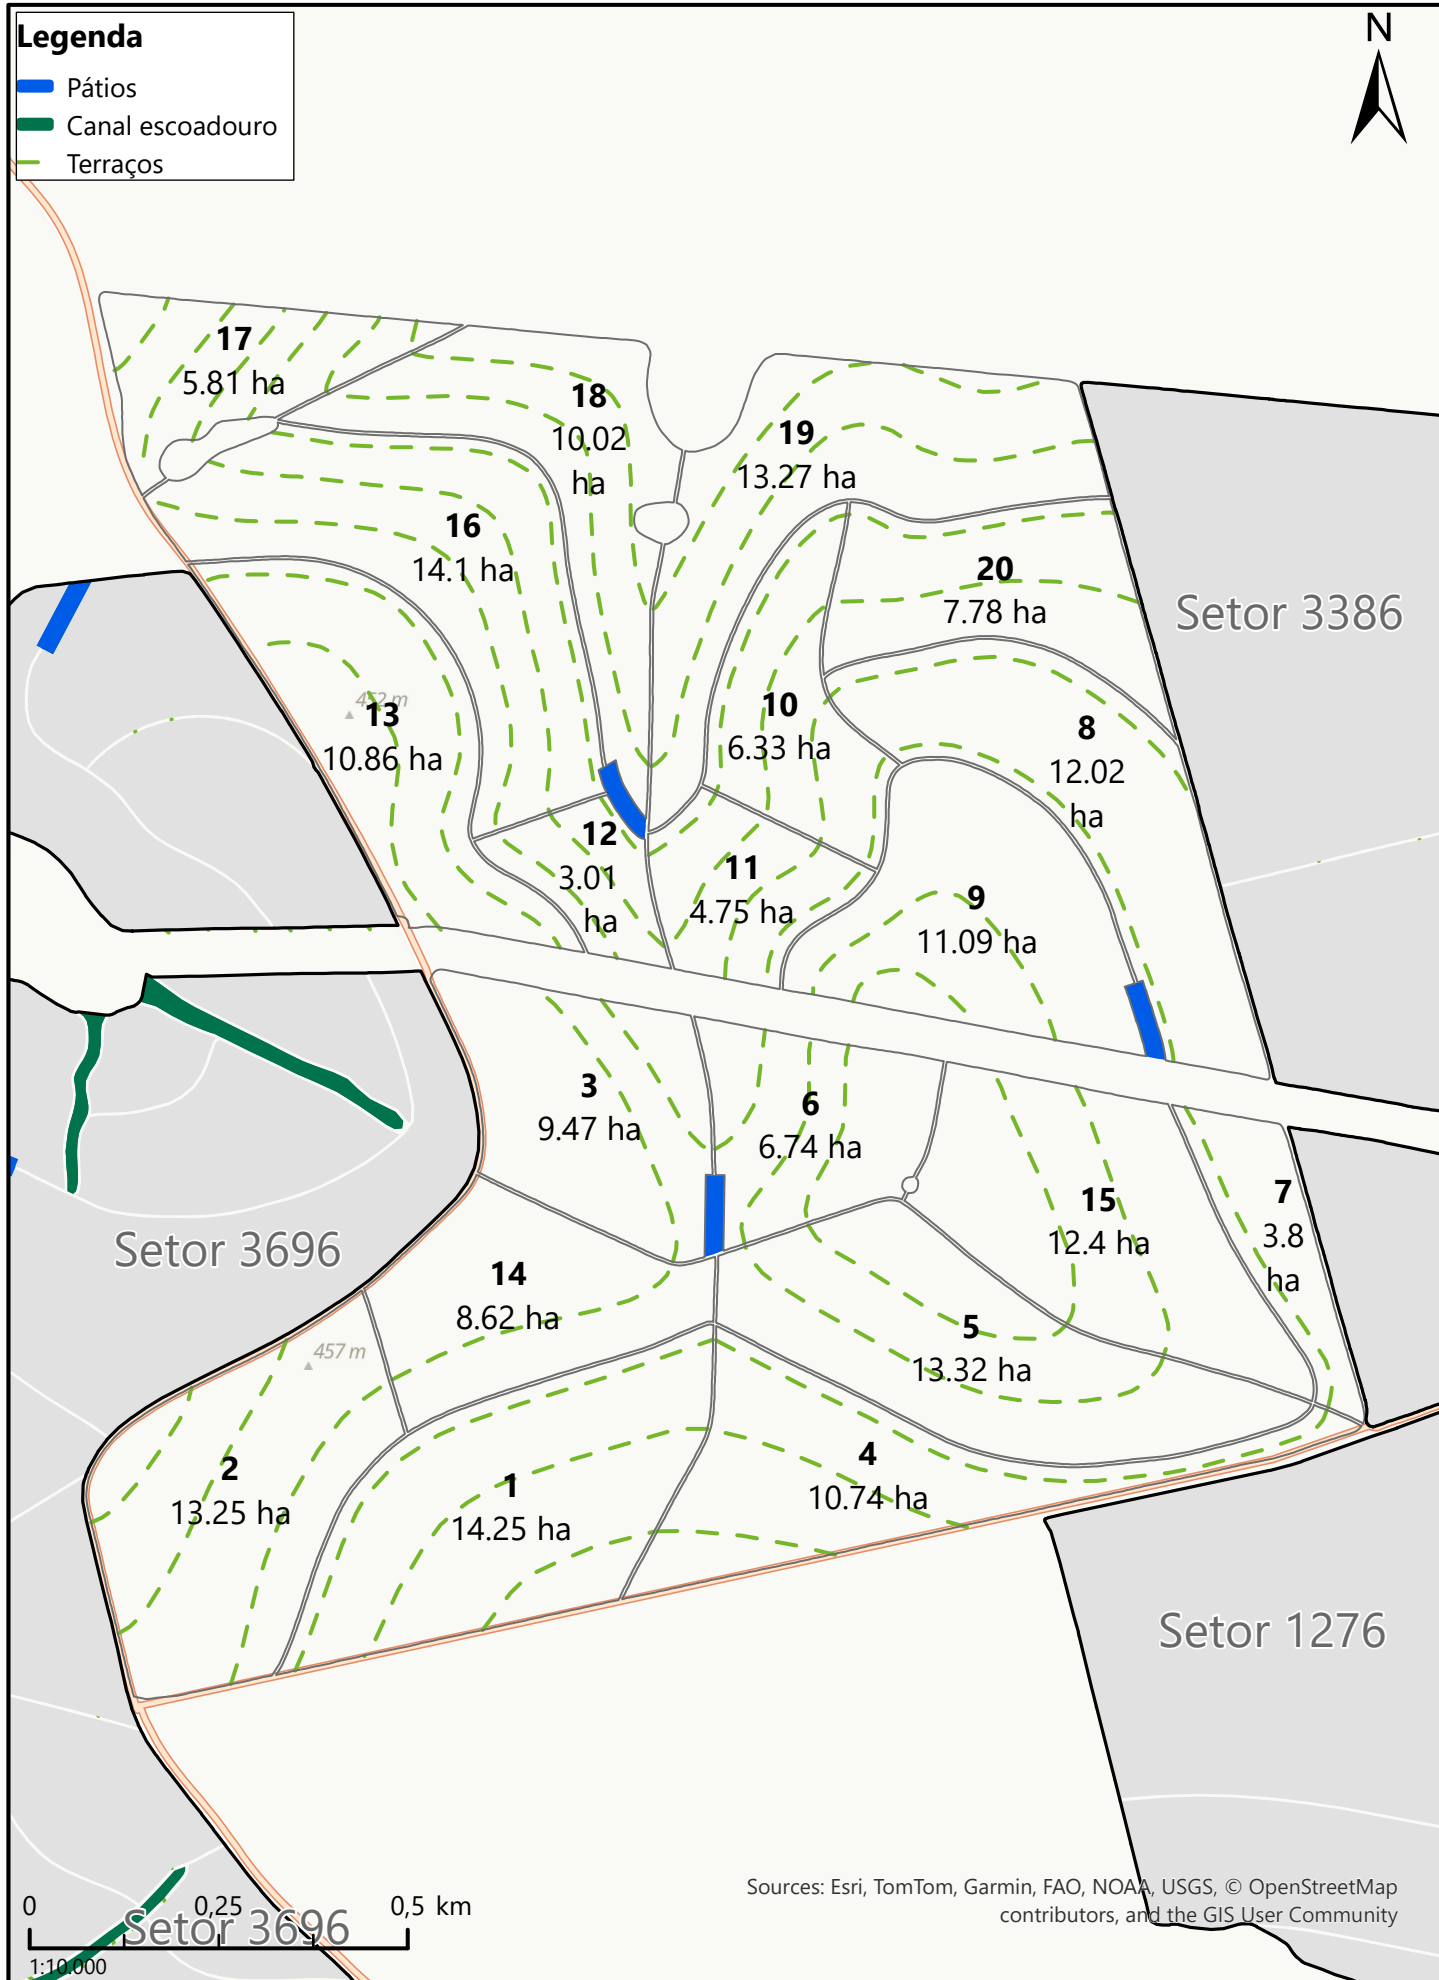 Legenda
Pátios
Canal escoadouro
Terraços
N
17
5.81 ha
18
10.02
ha
19
13.27 ha
16
14.1 ha
20
7.78 ha
Setor 3386
452 m
13
10.86 ha
10
6.33 ha
8
12.02
ha
12
3.01
ha
11
4.75 ha
9
11.09 ha
3
9.47 ha
6
6.74 ha
15
12.4 ha
7
3.8
ha
Setor 3696
14
8.62 ha
457 m
5
13.32 ha
2
13.25 ha
1
14.25 ha
4
10.74 ha
Setor 1276
Sources: Esri, TomTom, Garmin, FAO, NOAA, USGS, © OpenStreetMap
contributors, and the GIS User Community
0 0,25 0,5 km
Setor 3696
1:10.000